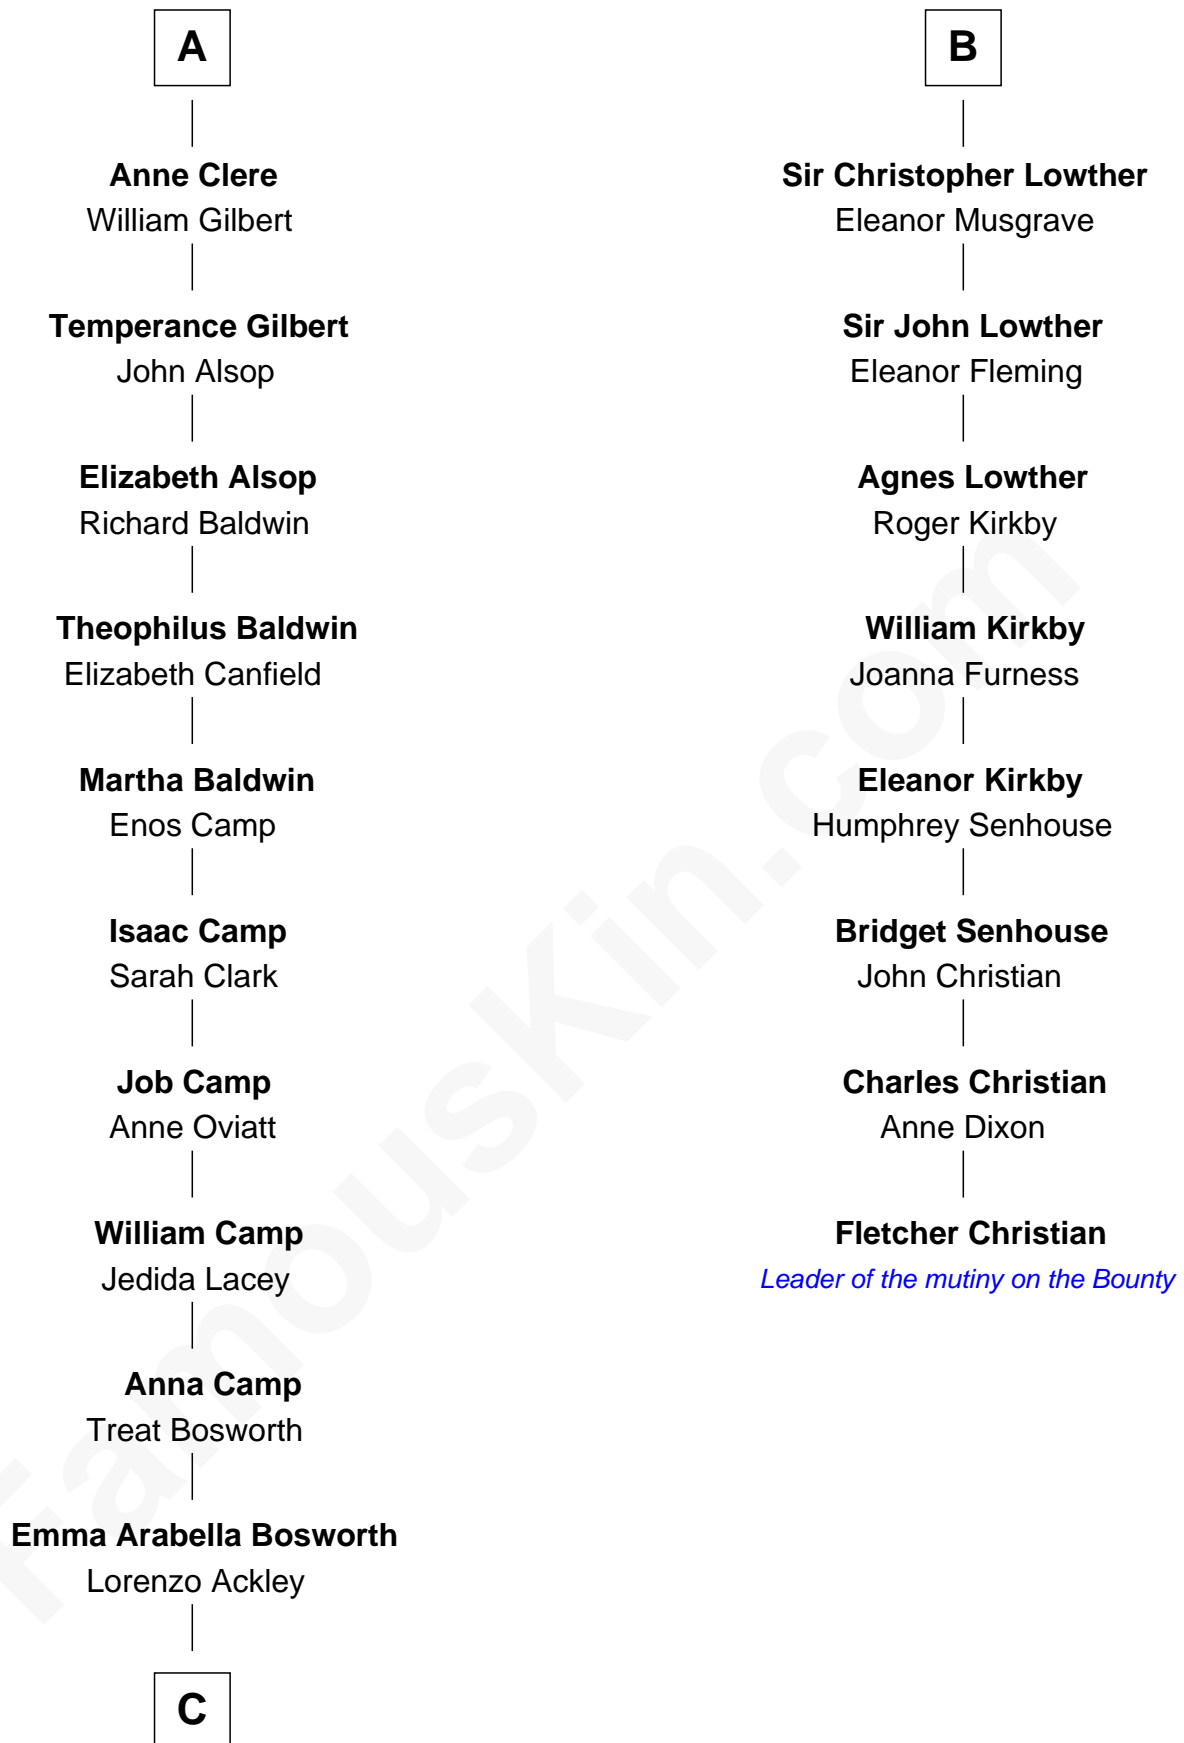 A
Anne Clere
William Gilbert
Temperance Gilbert
John Alsop
Elizabeth Alsop
Richard Baldwin
Theophilus Baldwin
Elizabeth Canfield
Martha Baldwin
Enos Camp
Isaac Camp
Sarah Clark
Job Camp
Anne Oviatt
William Camp
Jedida Lacey
Anna Camp
Treat Bosworth
Emma Arabella Bosworth
Lorenzo Ackley
C
B
Sir Christopher Lowther
Eleanor Musgrave
Sir John Lowther
Eleanor Fleming
Agnes Lowther
Roger Kirkby
William Kirkby
Joanna Furness
Eleanor Kirkby
Humphrey Senhouse
Bridget Senhouse
John Christian
Charles Christian
Anne Dixon
Fletcher Christian
Leader of the mutiny on the Bounty
FamousKin.com